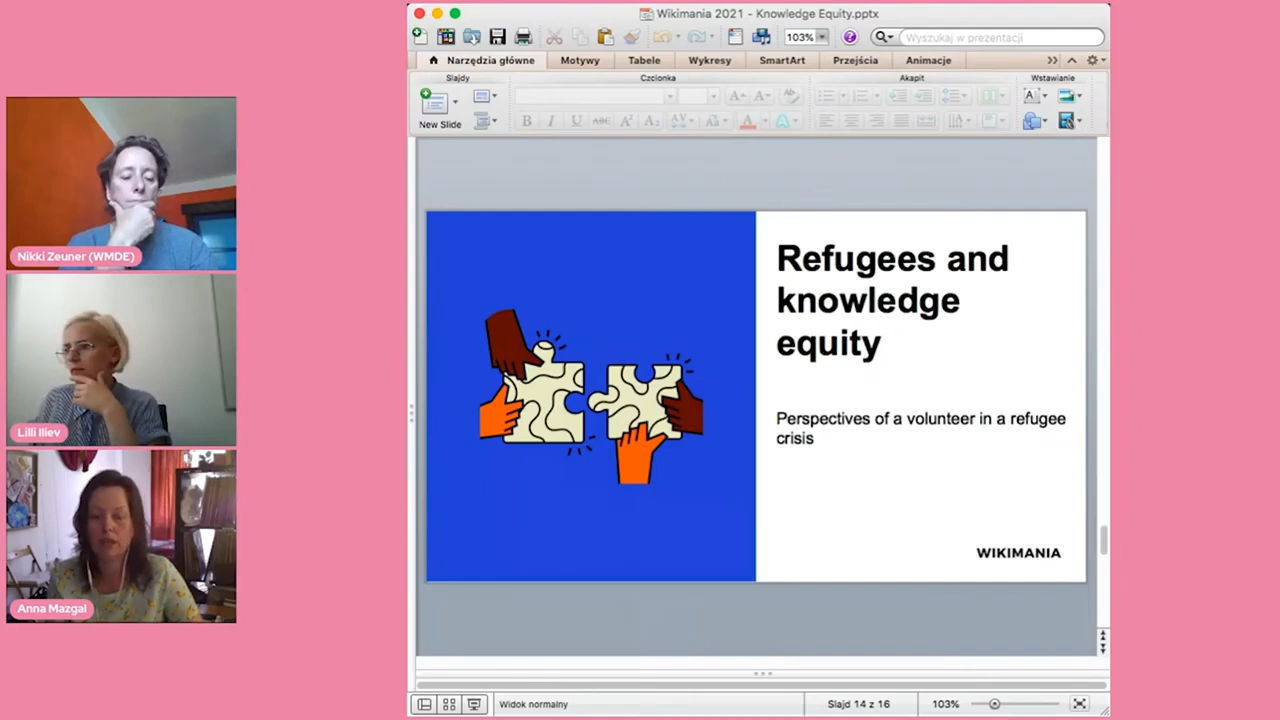 Wikimania 2021 - Knowledge Equity.pptx
103%
Wyszukaj w prezentacji
Narzędzia główne
Motywy
Tabele
Wykresy
SmartArt
Przejścia
Animacje
Slajdy
Czcionka
Akapit
Wstawianie
New Slide
Nikki Zeuner (WMDE)
Lilli Iliev
Anna Mazgal
Refugees and
knowledge
equity
Perspectives of a volunteer in a refugee
crisis
WIKIMANIA
Widok normalny
Slajd 14 z 16
103%